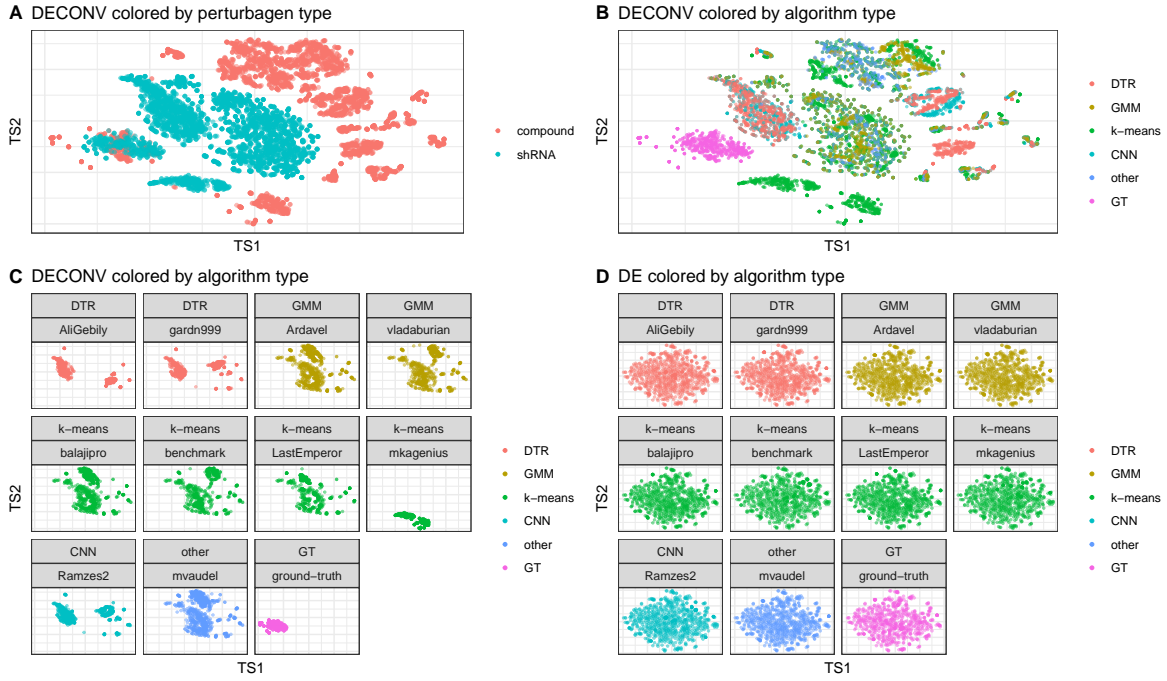 A DECONV colored by perturbagen type
TS2
TS1
compound
shRNA
B DECONV colored by algorithm type
TS2
TS1
DTR
GMM
k−means
CNN
other
GT
C DECONV colored by algorithm type
DTR DTR GMM GMM
AliGebily gardn999 Ardavel vladaburian
k−means k−means k−means k−means
balajipro benchmark LastEmperor mkagenius
CNN other GT
Ramzes2 mvaudel ground−truth
TS2
TS1
DTR
GMM
k−means
CNN
other
GT
D DE colored by algorithm type
DTR DTR GMM GMM
AliGebily gardn999 Ardavel vladaburian
k−means k−means k−means k−means
balajipro benchmark LastEmperor mkagenius
CNN other GT
Ramzes2 mvaudel ground−truth
TS2
TS1
DTR
GMM
k−means
CNN
other
GT